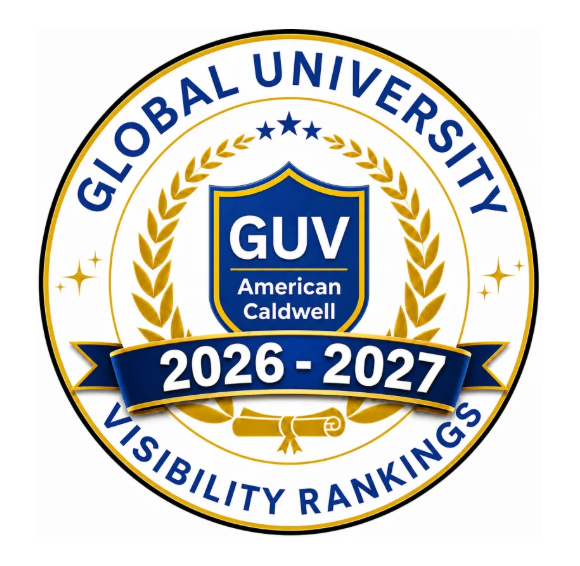 GLOBAL UNIVERSITY
GUV
American
Caldwell
2026 - 2027
VISIBILITY RANKINGS